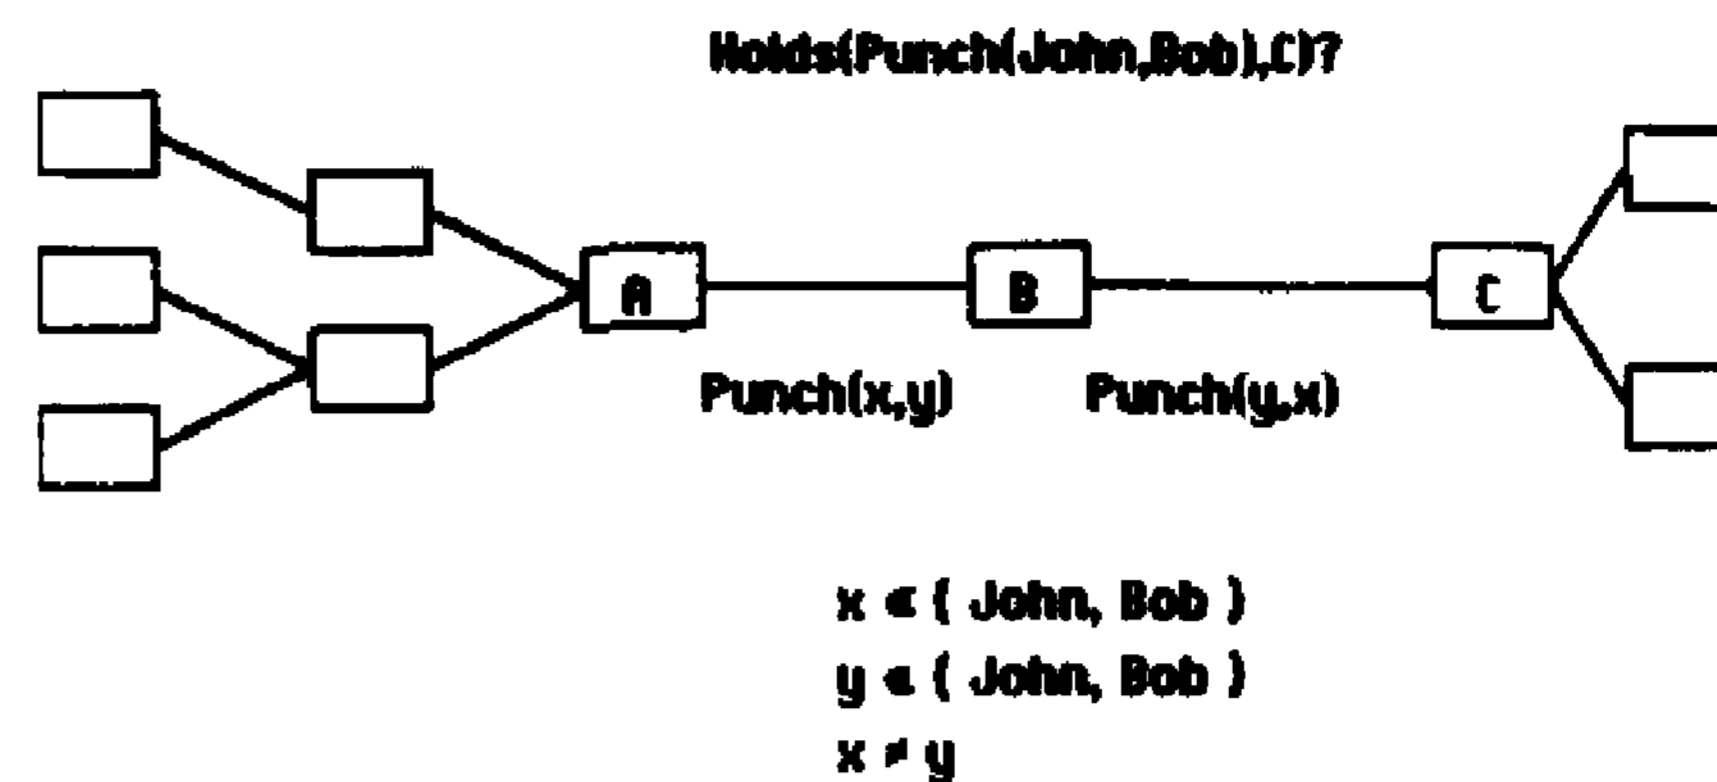 Holds(Punch(John,Bob),C)?
A B C
Punch(x,y) Punch(y,x)
x ∈ { John, Bob }
y ∈ { John, Bob }
x ≠ y